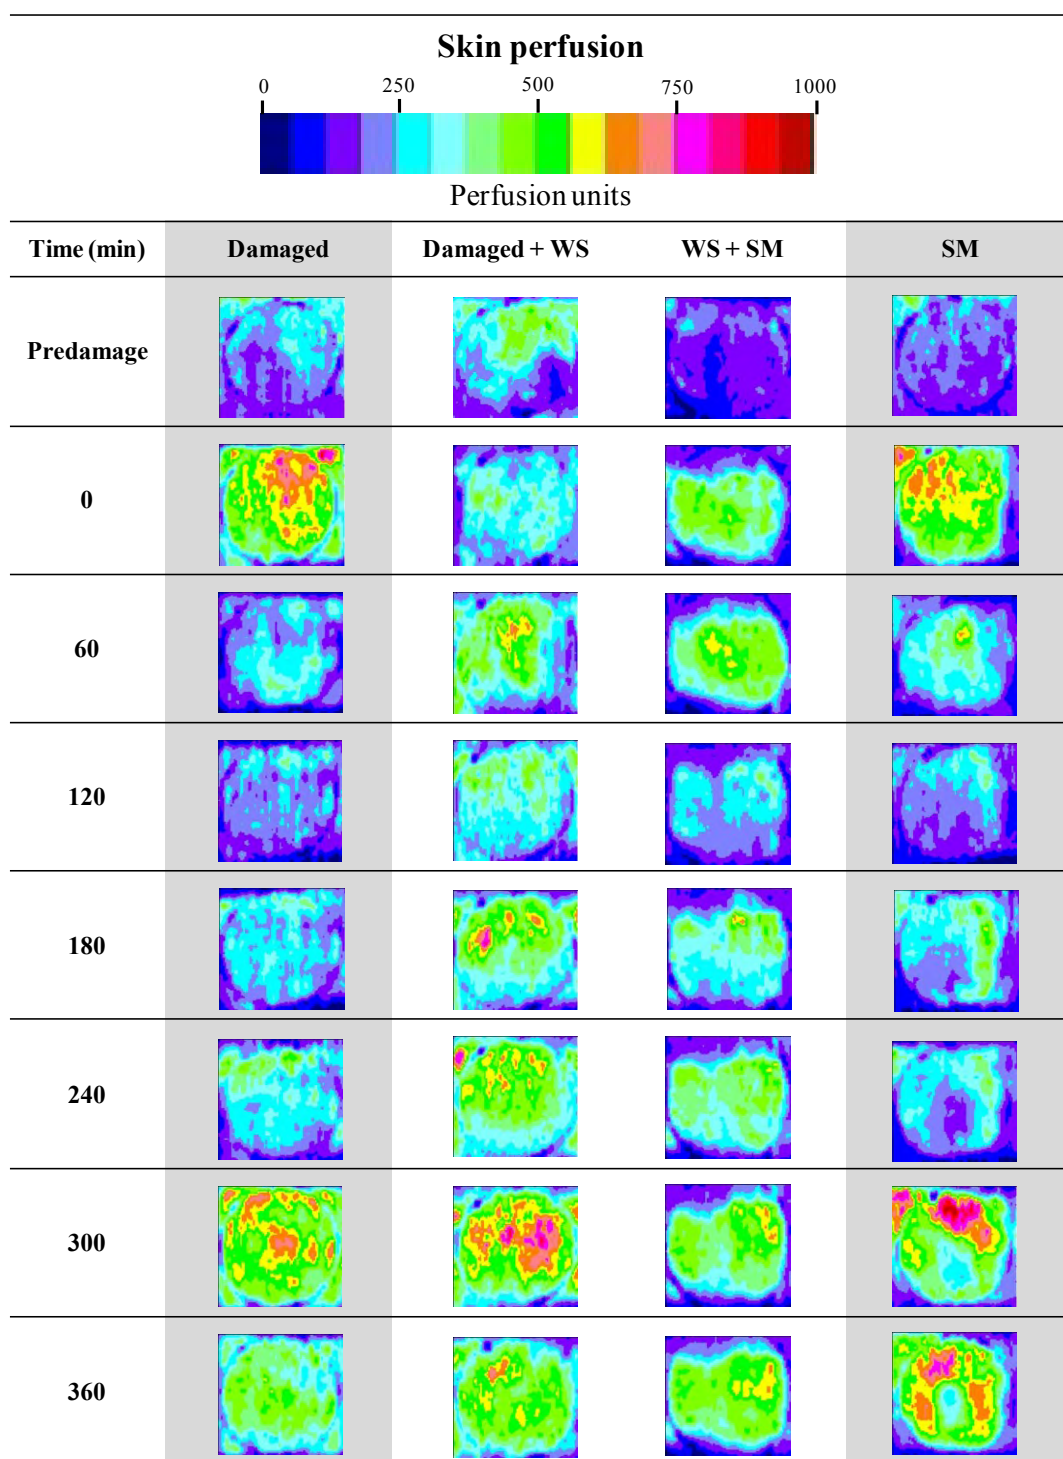 Skin perfusion
0 250 500 750 1000
Perfusion units
Time (min) Damaged Damaged + WS WS + SM SM
Predamage
0
60
120
180
240
300
360